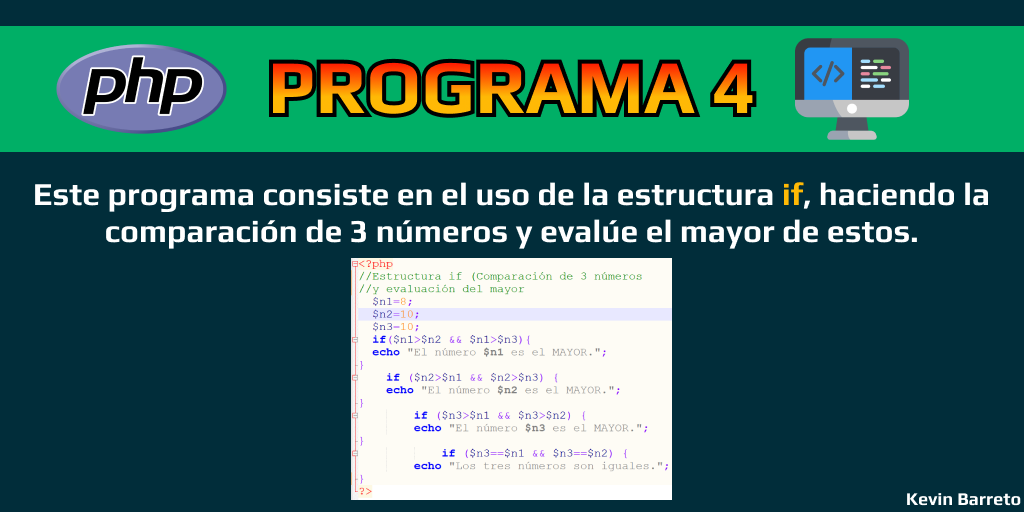 php
PROGRAMA 4
Este programa consiste en el uso de la estructura if, haciendo la
comparación de 3 números y evalúe el mayor de estos.
<?php
//Estructura if (Comparación de 3 números
//y evaluación del mayor
$n1=8;
$n2=10;
$n3=10;
if($n1>$n2 && $n1>$n3){
echo "El número $n1 es el MAYOR.";
}
if ($n2>$n1 && $n2>$n3) {
echo "El número $n2 es el MAYOR.";
}
if ($n3>$n1 && $n3>$n2) {
echo "El número $n3 es el MAYOR.";
}
if ($n3==$n1 && $n3==$n2) {
echo "Los tres números son iguales.";
}
?>
Kevin Barreto